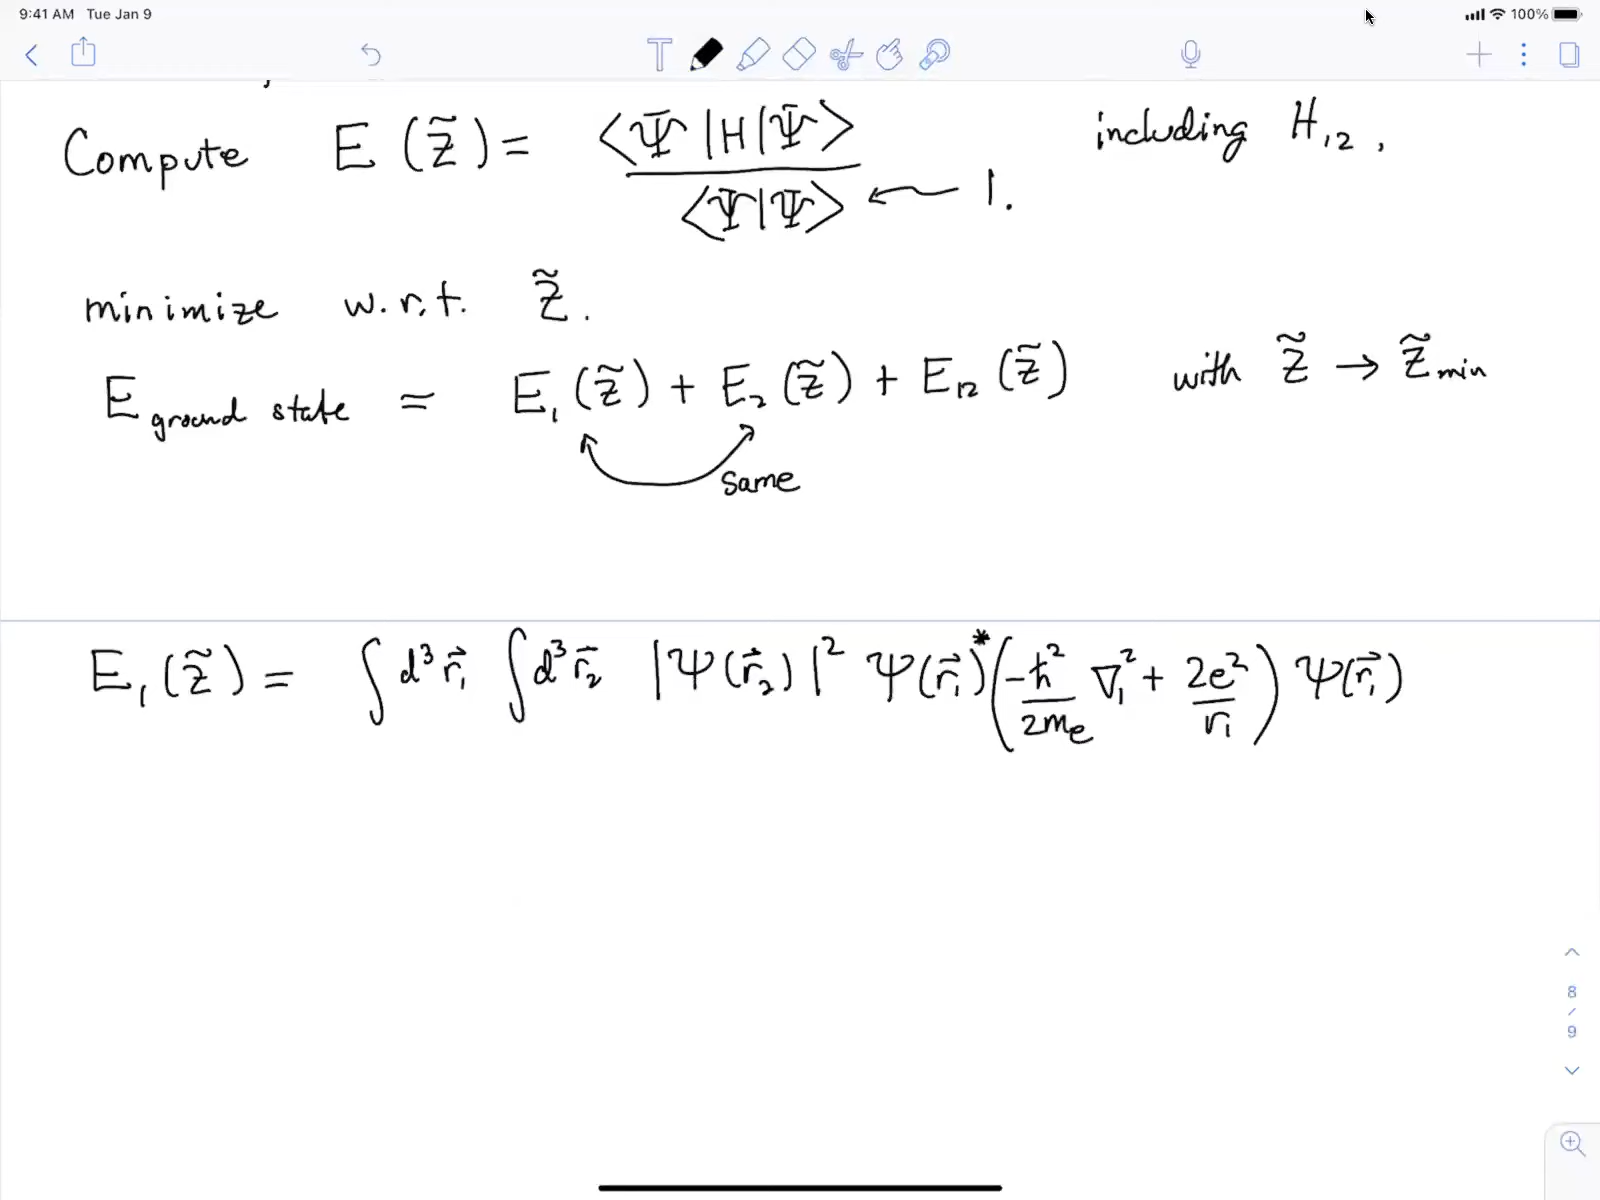 9:41 AM Tue Jan 9
100%
Compute E(Z̃) = <Ψ|H|Ψ> / <Ψ|Ψ> ← 1. including H₁₂,
minimize w.r.t. Z̃.
E ground state = E₁(Z̃) + E₂(Z̃) + E₁₂(Z̃) with Z̃ → Z̃ min
same
E₁(Z̃) = ∫d³r⃗₁ ∫d³r⃗₂ |Ψ(r⃗₂)|² Ψ(r⃗₁)* (-ħ²/2mₑ ∇₁² + 2e²/r₁) Ψ(r⃗₁)
8
/
9